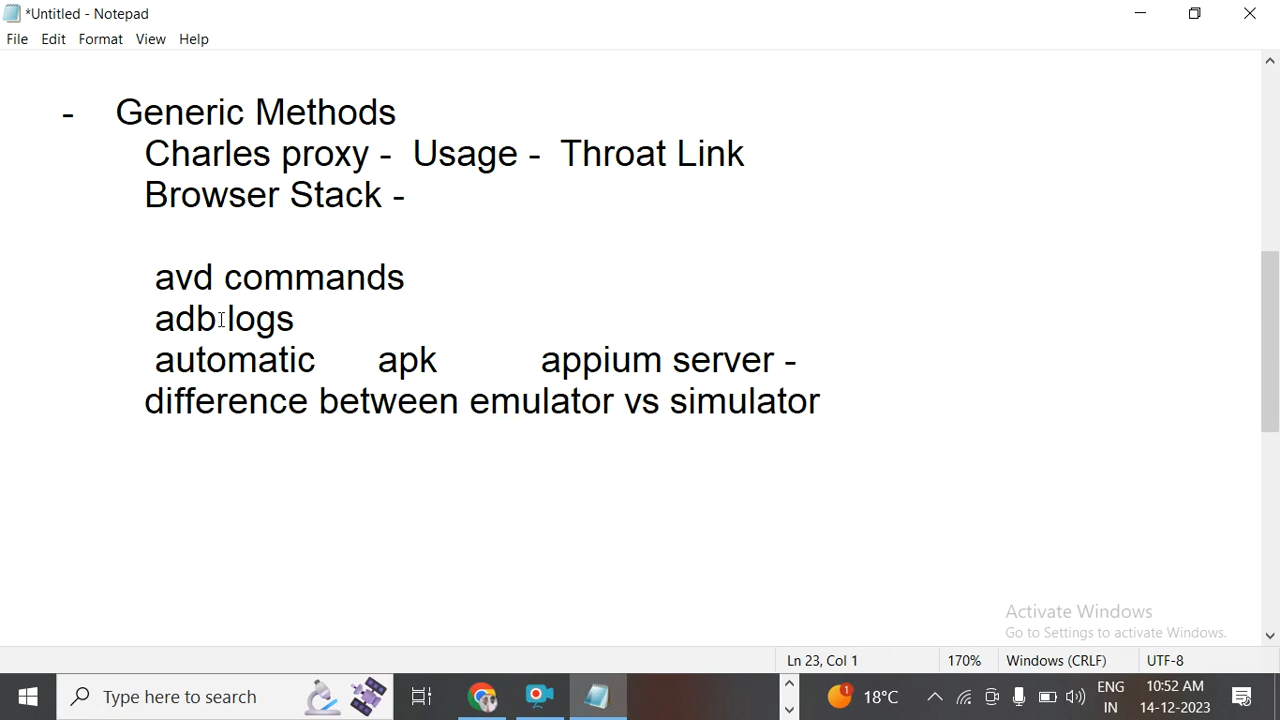 *Untitled - Notepad
File Edit Format View Help
- Generic Methods
Charles proxy - Usage - Throat Link
Browser Stack -
avd commands
adb logs
automatic apk appium server -
difference between emulator vs simulator
Activate Windows
Go to Settings to activate Windows.
Ln 23, Col 1 170% Windows (CRLF) UTF-8
Type here to search 1 18°C ENG 10:52 AM
IN 14-12-2023